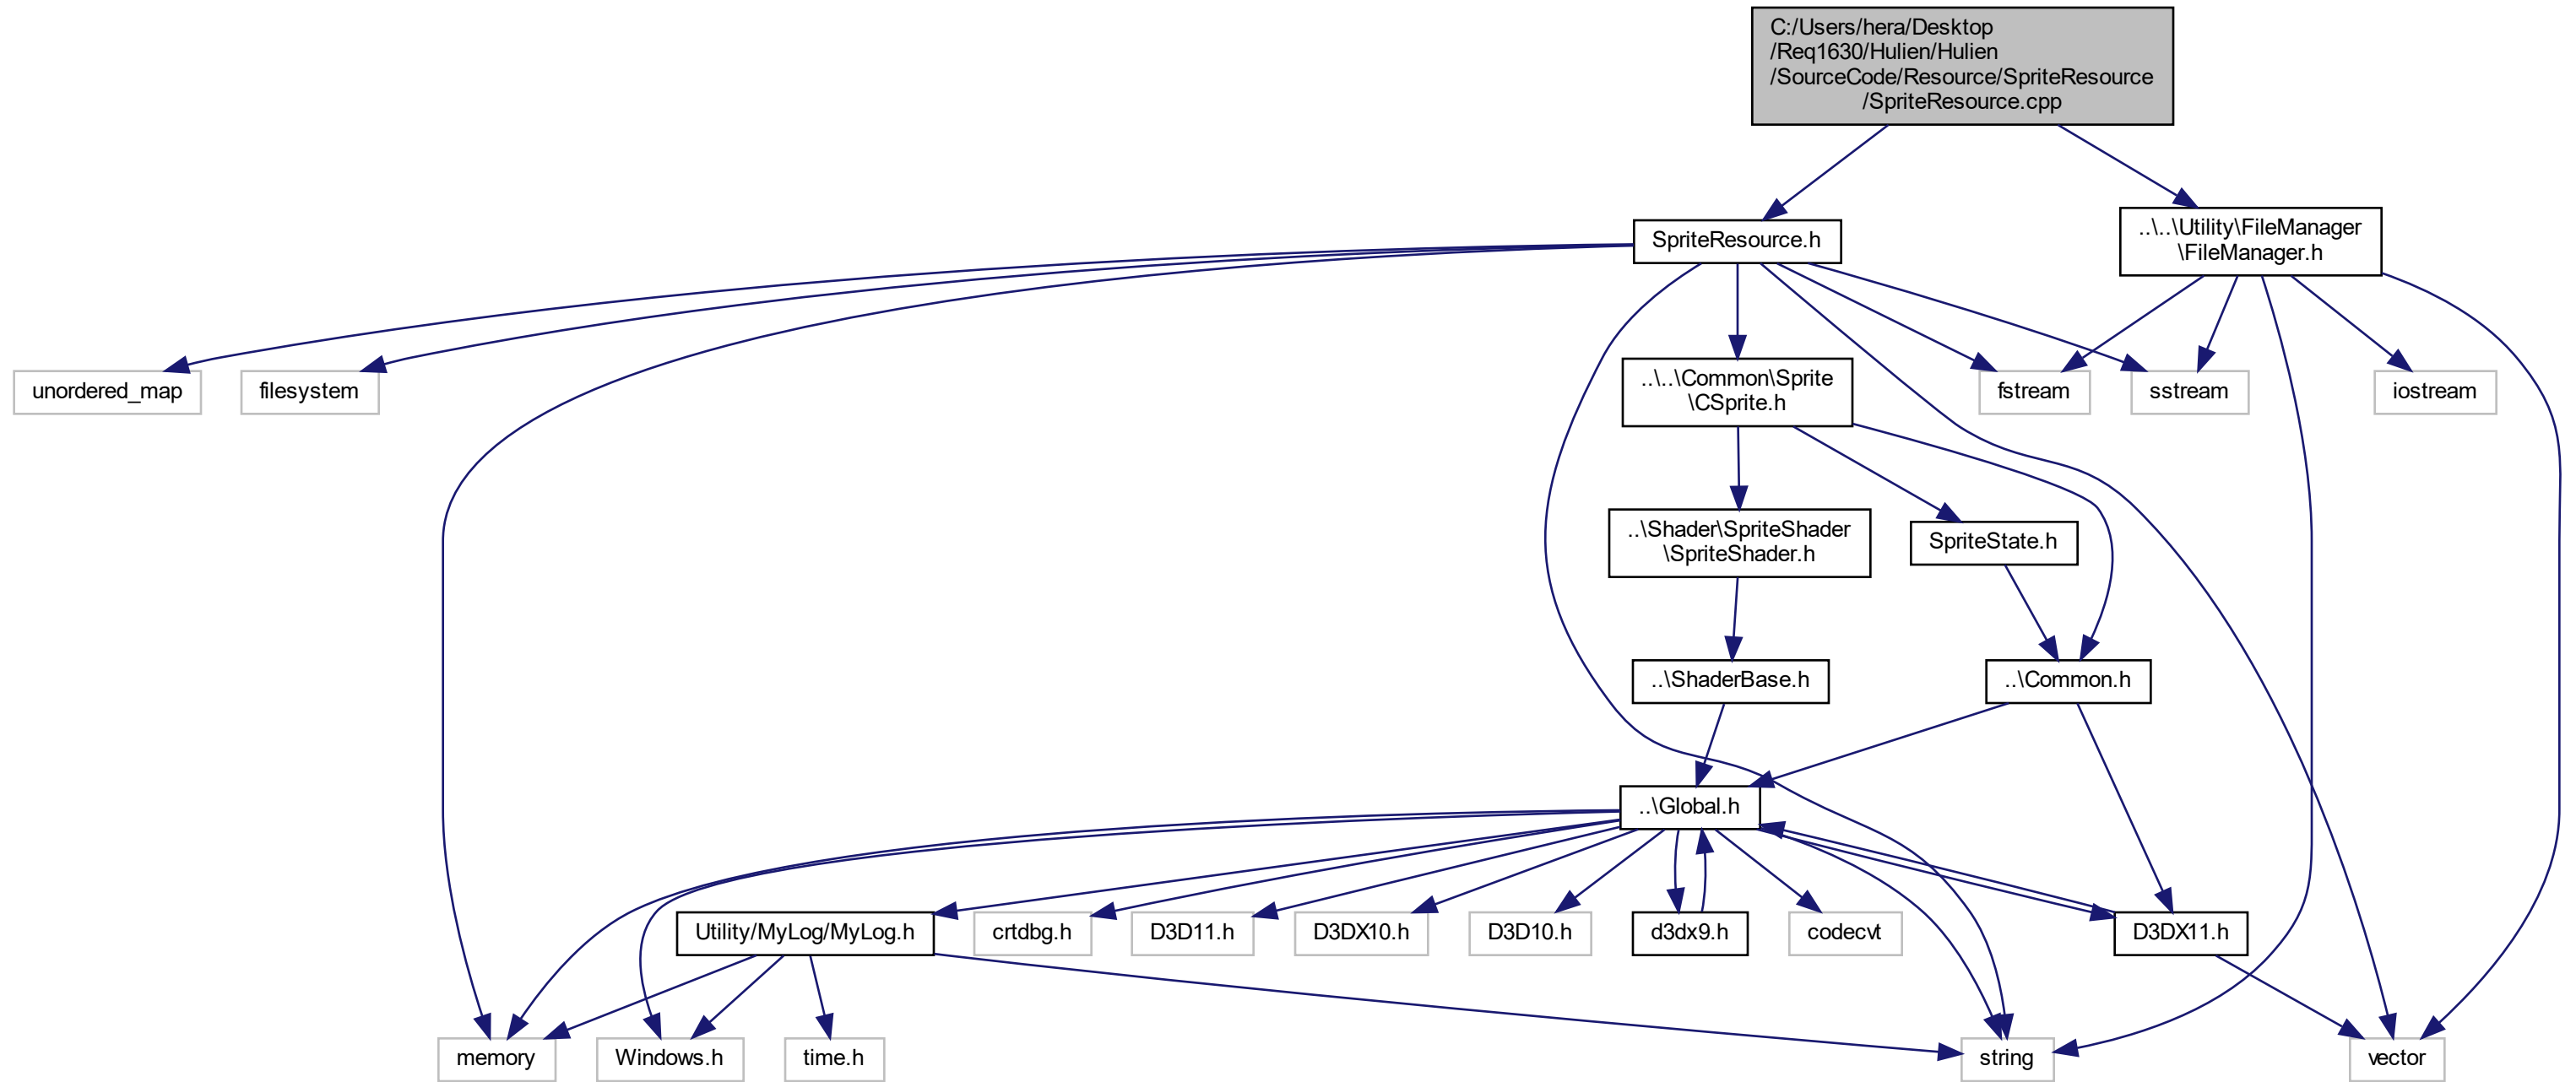 C:/Users/hera/Desktop
/Req1630/Hulien/Hulien
/SourceCode/Resource/SpriteResource
/SpriteResource.cpp
SpriteResource.h
..\..\Utility\FileManager
\FileManager.h
unordered_map
filesystem
..\..\Common\Sprite
\CSprite.h
fstream
sstream
iostream
..\Shader\SpriteShader
\SpriteShader.h
SpriteState.h
..\ShaderBase.h
..\Common.h
..\Global.h
Utility/MyLog/MyLog.h
crtdbg.h
D3D11.h
D3DX10.h
D3D10.h
d3dx9.h
codecvt
D3DX11.h
memory
Windows.h
time.h
string
vector